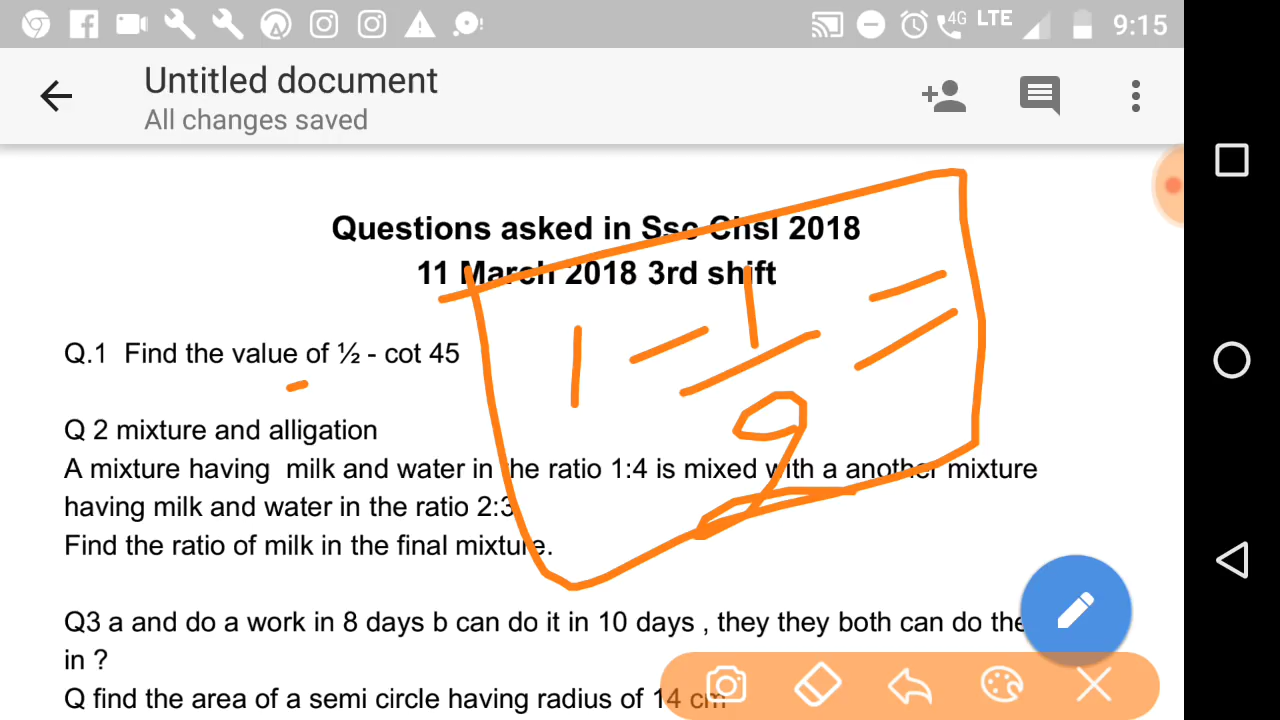 4G LTE 9:15
Untitled document
All changes saved
Questions asked in Ssc Chsl 2018
11 March 2018 3rd shift
Q.1 Find the value of ½ - cot 45
1 - 1/2 =
Q 2 mixture and alligation
A mixture having milk and water in the ratio 1:4 is mixed with a another mixture
having milk and water in the ratio 2:3
Find the ratio of milk in the final mixture.
Q3 a and do a work in 8 days b can do it in 10 days , they they both can do the
in ?
Q find the area of a semi circle having radius of 14 cm